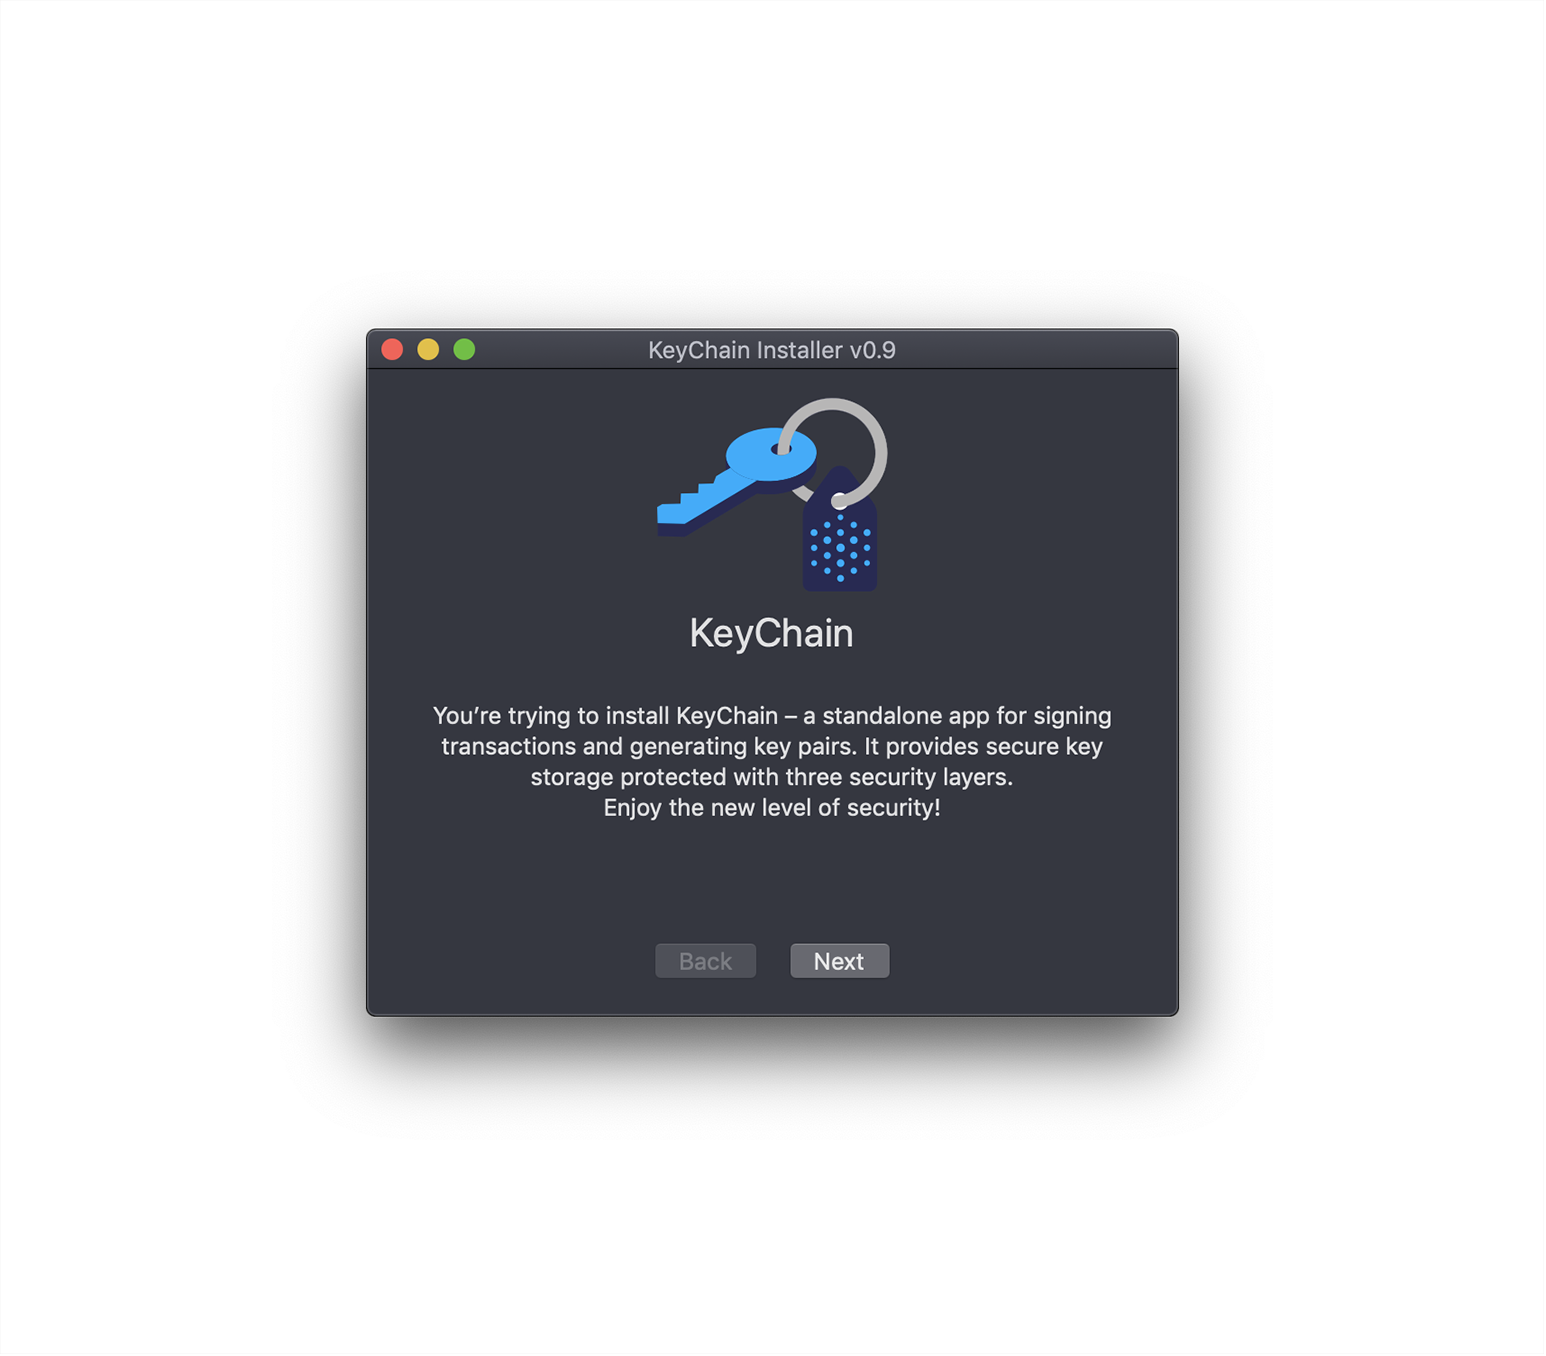 KeyChain Installer v0.9
KeyChain
You’re trying to install KeyChain – a standalone app for signing
transactions and generating key pairs. It provides secure key
storage protected with three security layers.
Enjoy the new level of security!
Back
Next